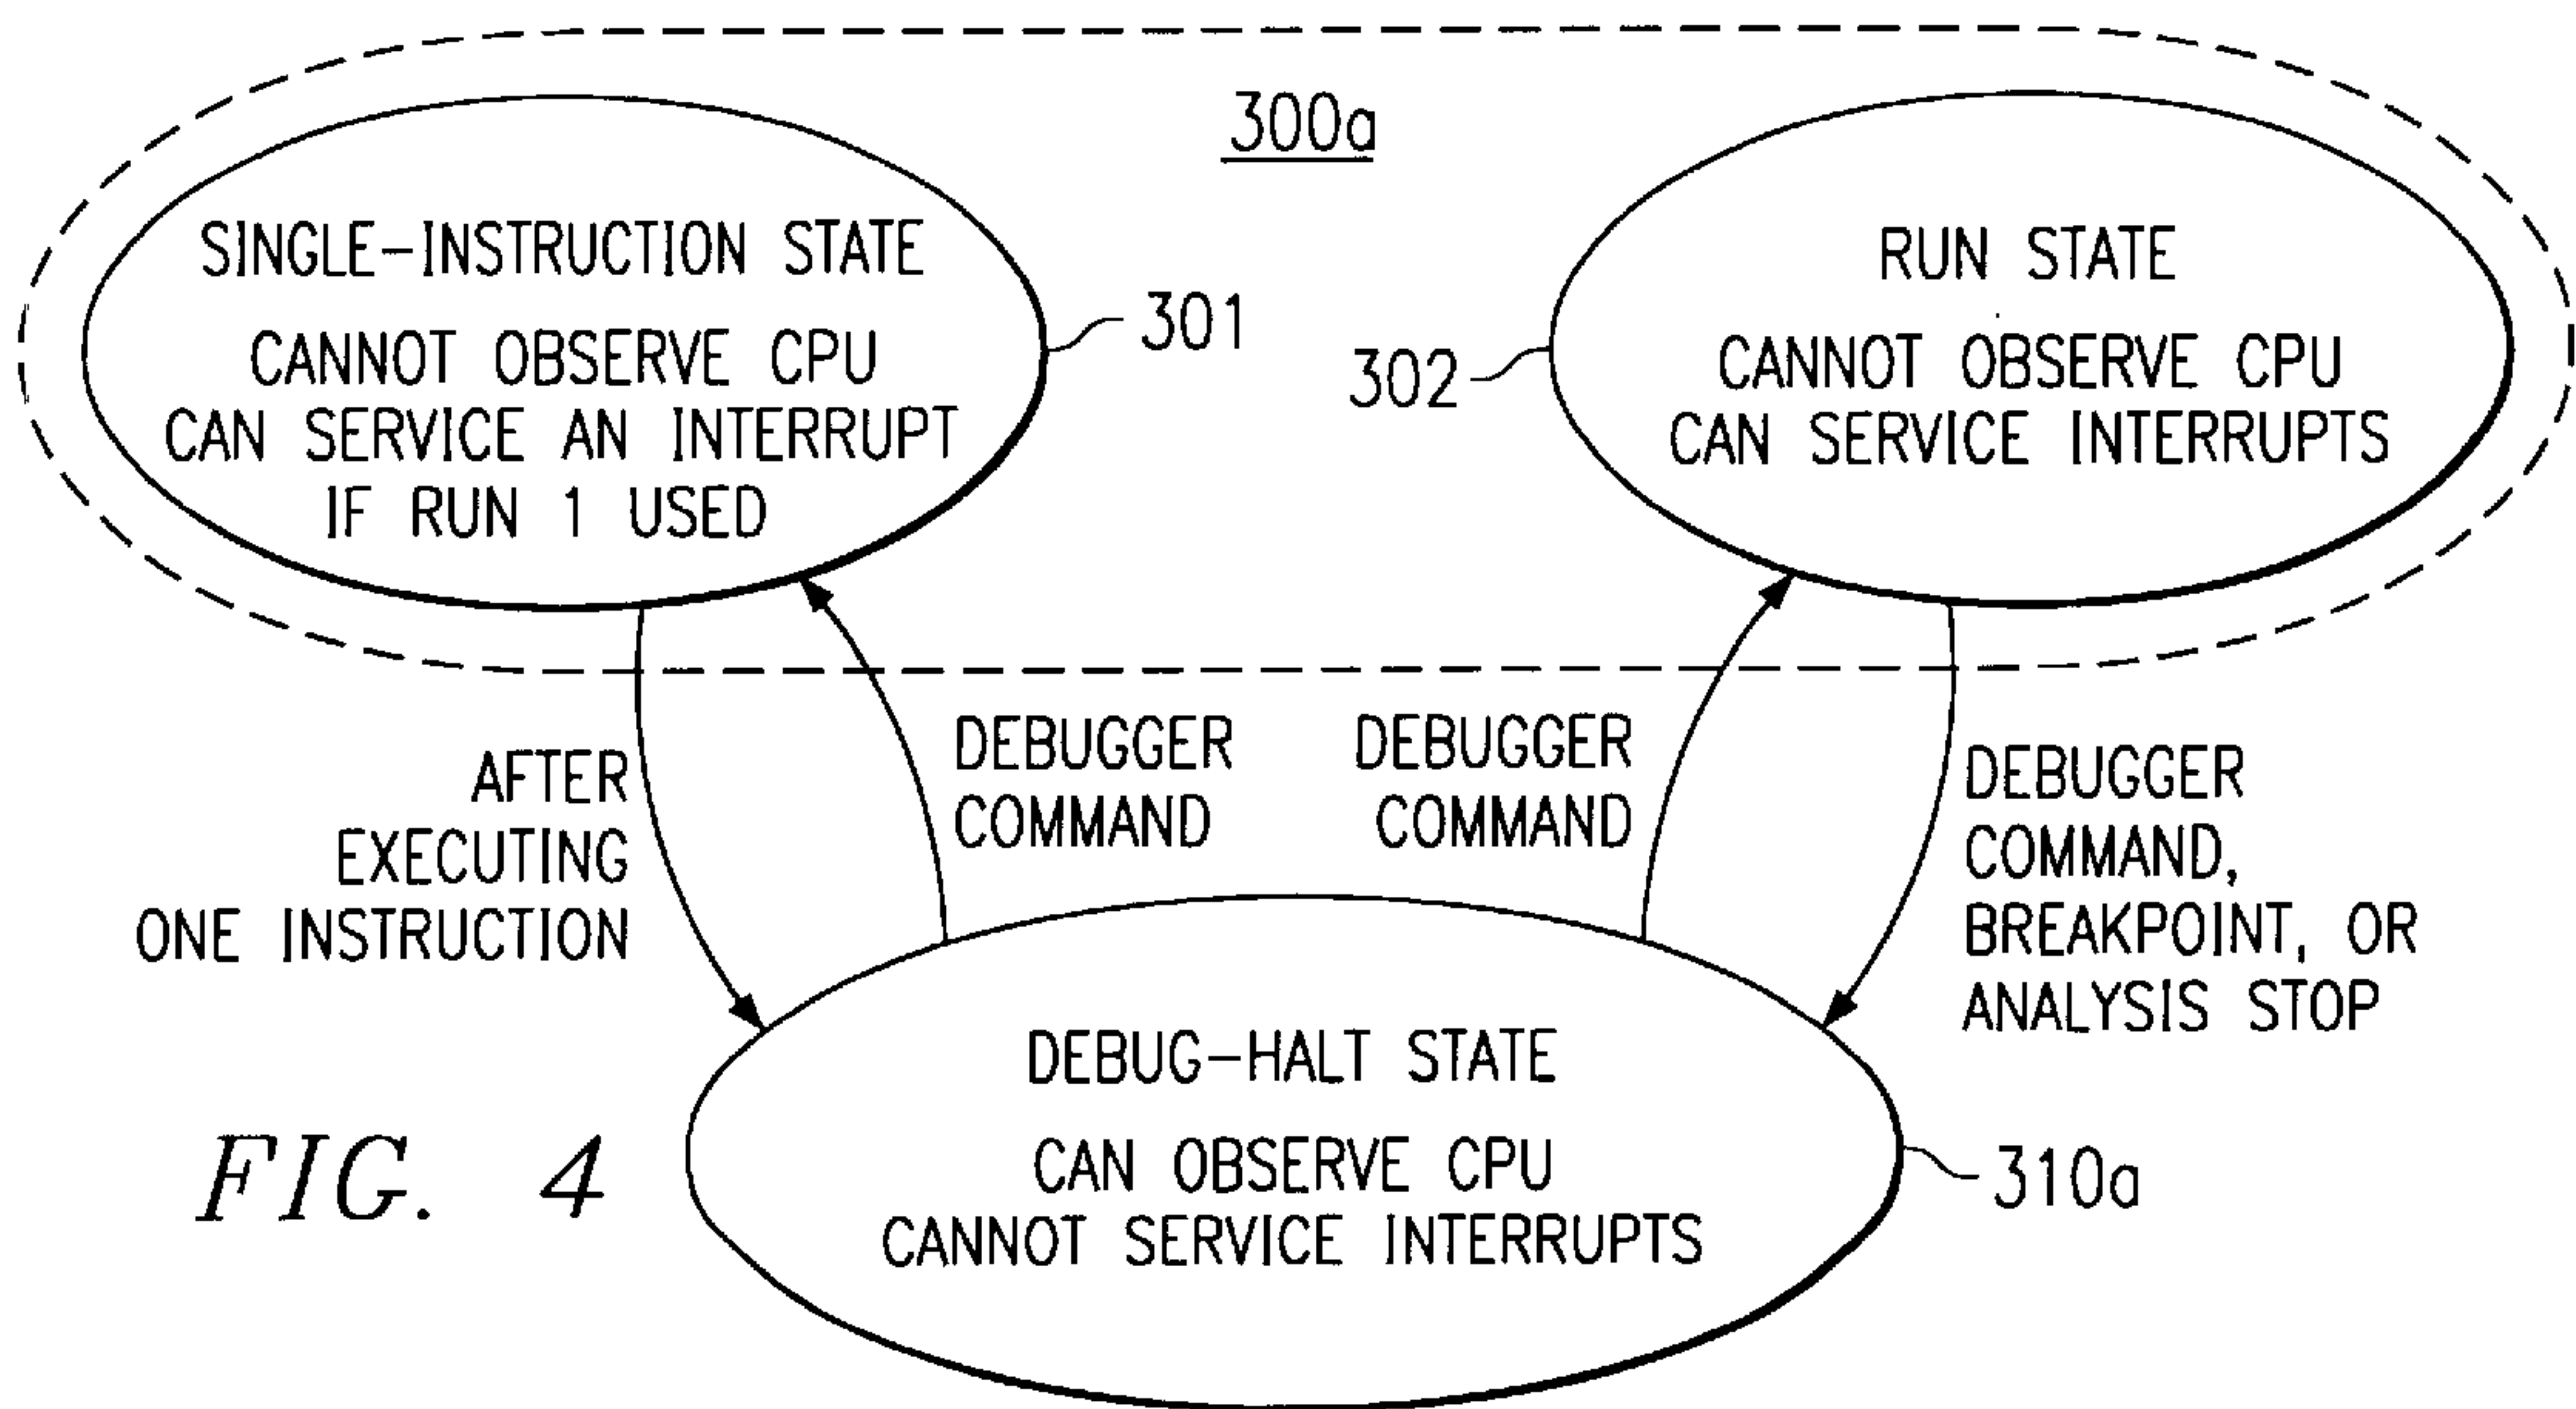 300a
SINGLE-INSTRUCTION STATE
CANNOT OBSERVE CPU
CAN SERVICE AN INTERRUPT
IF RUN 1 USED
301
RUN STATE
CANNOT OBSERVE CPU
CAN SERVICE INTERRUPTS
302
AFTER
EXECUTING
ONE INSTRUCTION
DEBUGGER
COMMAND
DEBUGGER
COMMAND
DEBUGGER
COMMAND,
BREAKPOINT, OR
ANALYSIS STOP
DEBUG-HALT STATE
CAN OBSERVE CPU
CANNOT SERVICE INTERRUPTS
310a
FIG. 4